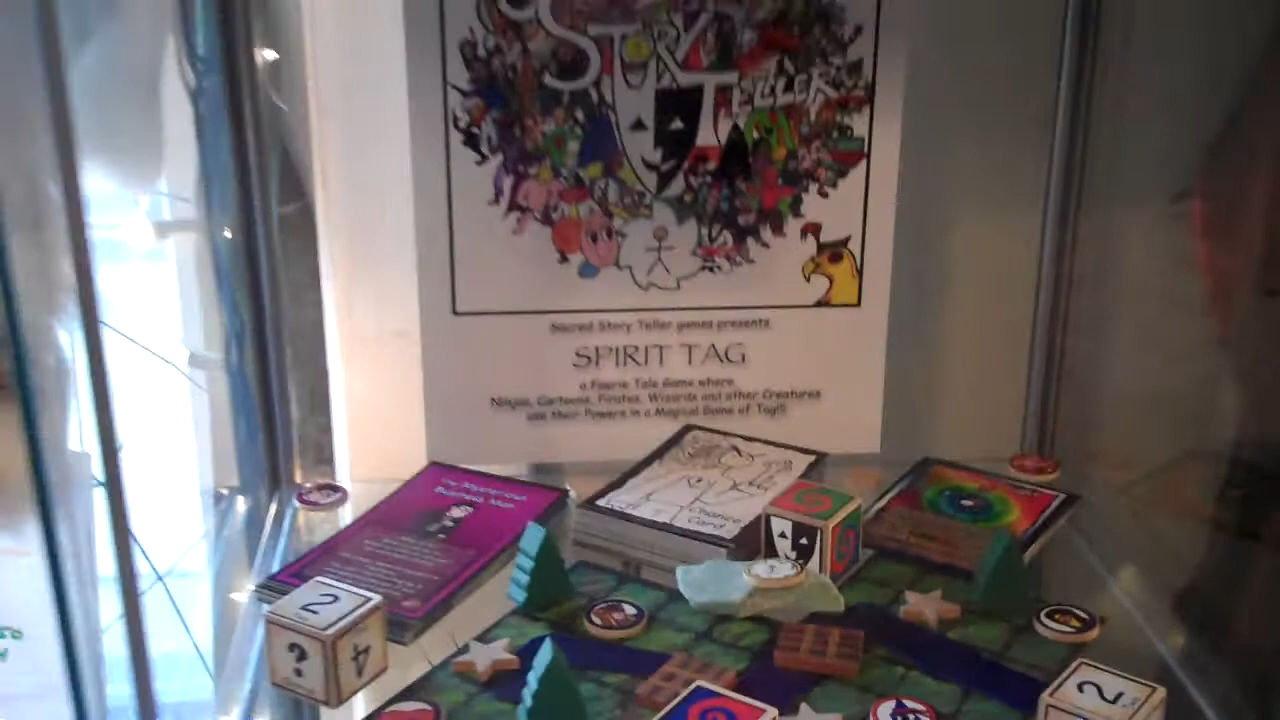 STORY
TELLER
Sacred Story Teller games presents
SPIRIT TAG
a Faerie Tale Game where
Ninjas, Cartoons, Pirates, Wizards and other Creatures
use their Powers in a Magical Game of Tag!!!
The Mysterious
Business Man
Chance
Card
2
?
4
2